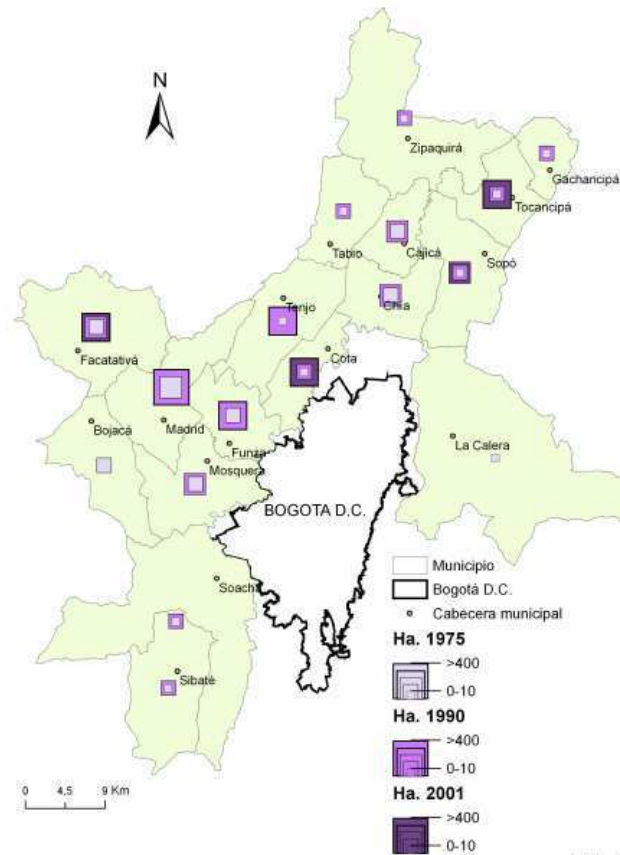 N
Zipaquirá
Gachancipá
Tocancipá
Tabio
Cajicá
Sopó
Tenjo
Chía
Facatativá
Cota
Bojacá
Madrid
Funza
La Calera
Mosquera
BOGOTA D.C.
Soacha
Sibaté
Municipio
Bogotá D.C.
Cabecera municipal
Ha. 1975
>400
0-10
Ha. 1990
>400
0-10
Ha. 2001
>400
0-10
0 4,5 9 Km